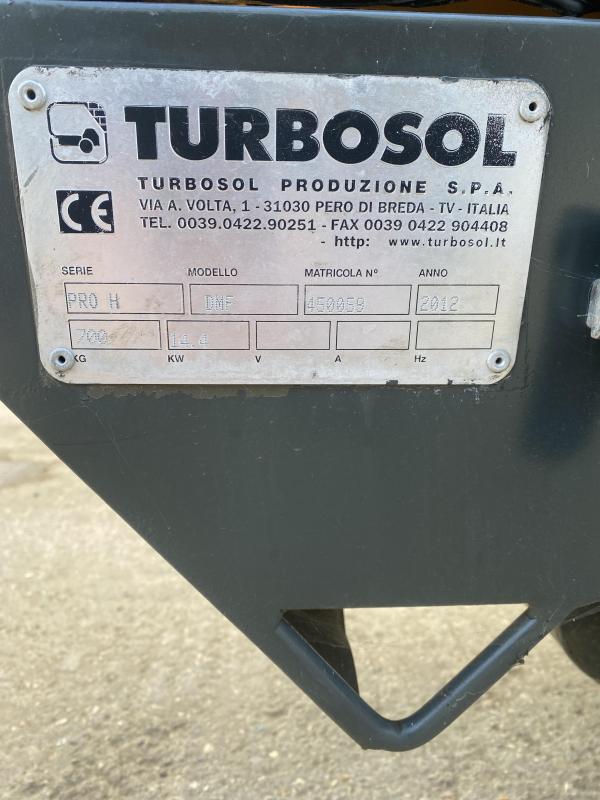 TURBOSOL
TURBOSOL PRODUZIONE S.P.A.
CE
VIA A. VOLTA, 1 - 31030 PERO DI BREDA - TV - ITALIA
TEL. 0039.0422.90251 - FAX 0039 0422 904408
- http: www.turbosol.it
SERIE MODELLO MATRICOLA Nº ANNO
PRO H DMF 450059 2012
700 14.4
KG KW V A Hz